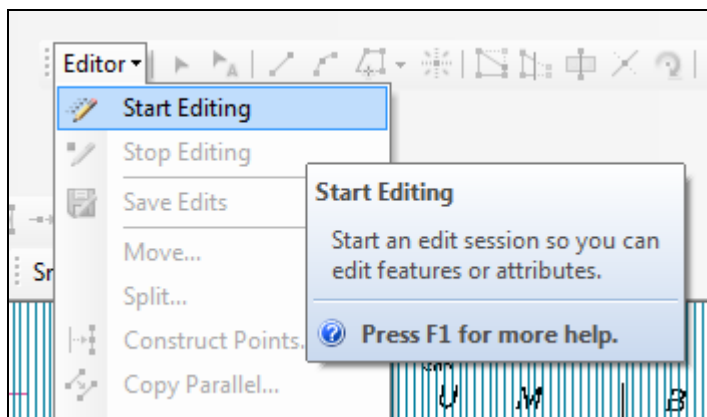 Editor
Start Editing
Stop Editing
Save Edits
Start Editing
Start an edit session so you can
edit features or attributes.
Move...
Split...
Sr
Press F1 for more help.
Construct Points.
Copy Parallel...
U M | B